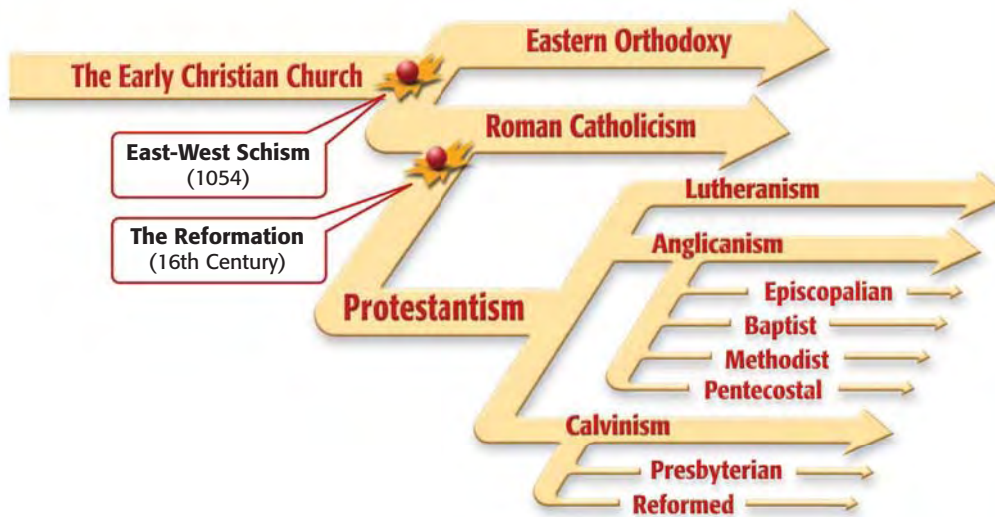 Eastern Orthodoxy
The Early Christian Church
Roman Catholicism
East-West Schism
(1054)
Lutheranism
The Reformation
(16th Century)
Anglicanism
Episcopalian
Protestantism
Baptist
Methodist
Pentecostal
Calvinism
Presbyterian
Reformed